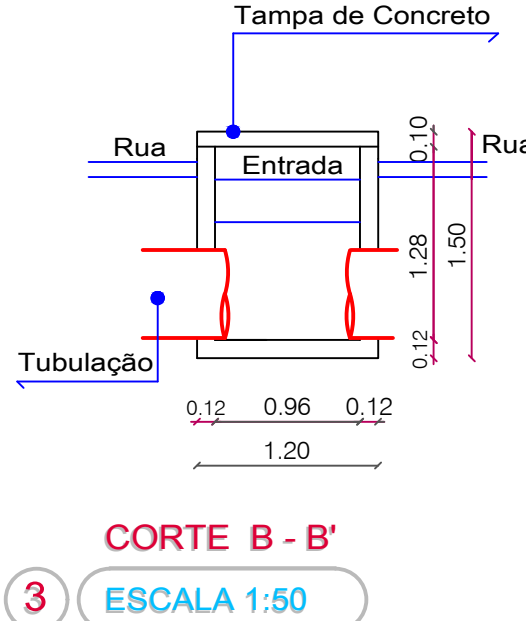 Tampa de Concreto
Rua
Entrada
Rua
0.10
1.28
1.50
0.12
Tubulação
0.12 0.96 0.12
1.20
CORTE B - B'
3 ESCALA 1:50